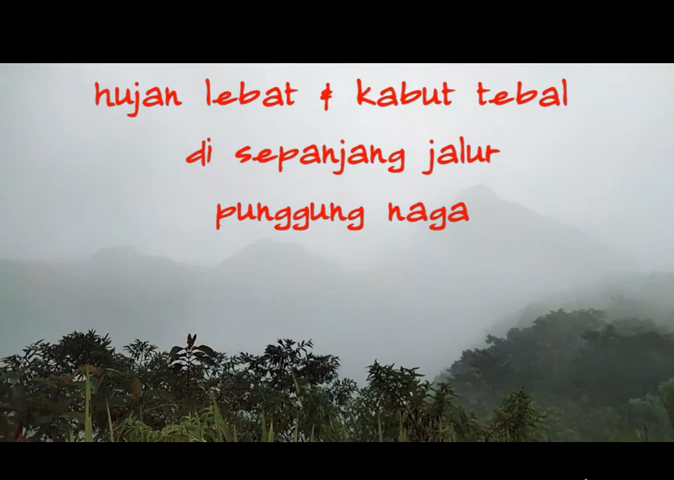 hujan lebat & kabut tebal
di sepanjang jalur
punggung naga